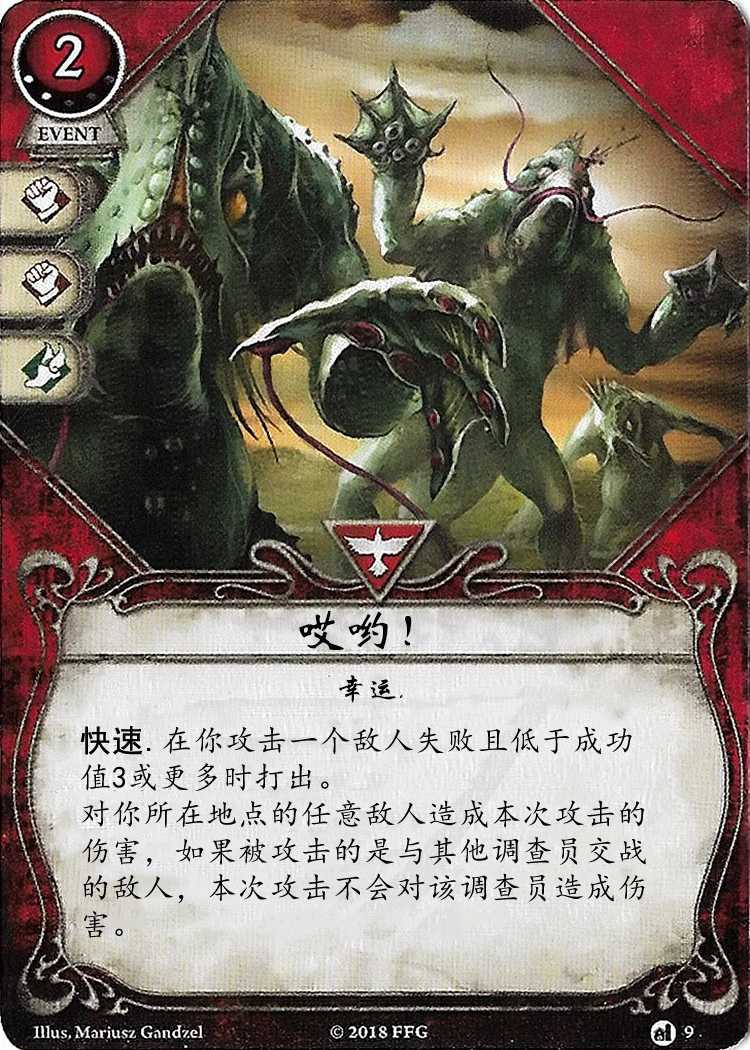 2
EVENT
哎哟！
幸运.
快速. 在你攻击一个敌人失败且低于成功
值3或更多时打出。
对你所在地点的任意敌人造成本次攻击的
伤害，如果被攻击的是与其他调查员交战
的敌人，本次攻击不会对该调查员造成伤
害。
Illus. Mariusz Gandzel © 2018 FFG 9